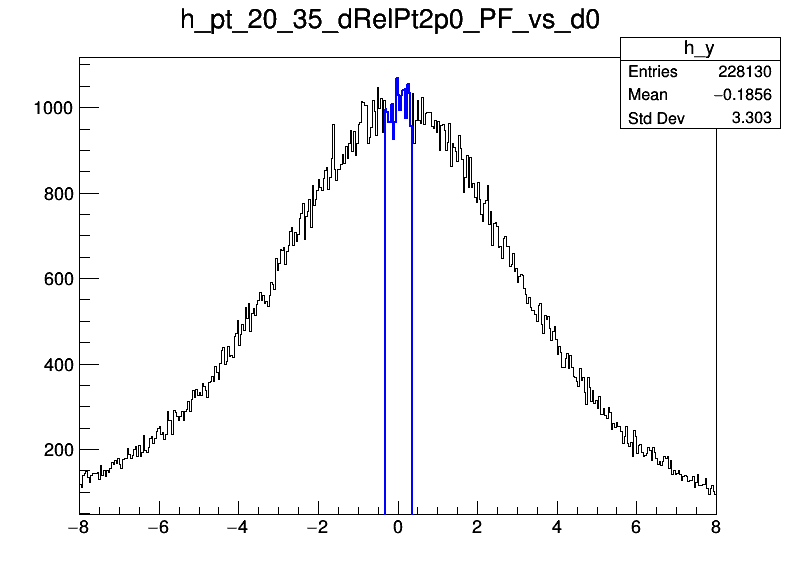 h_pt_20_35_dRelPt2p0_PF_vs_d0
h_y
Entries 228130
Mean −0.1856
Std Dev 3.303
1000
800
600
400
200
−8 −6 −4 −2 0 2 4 6 8